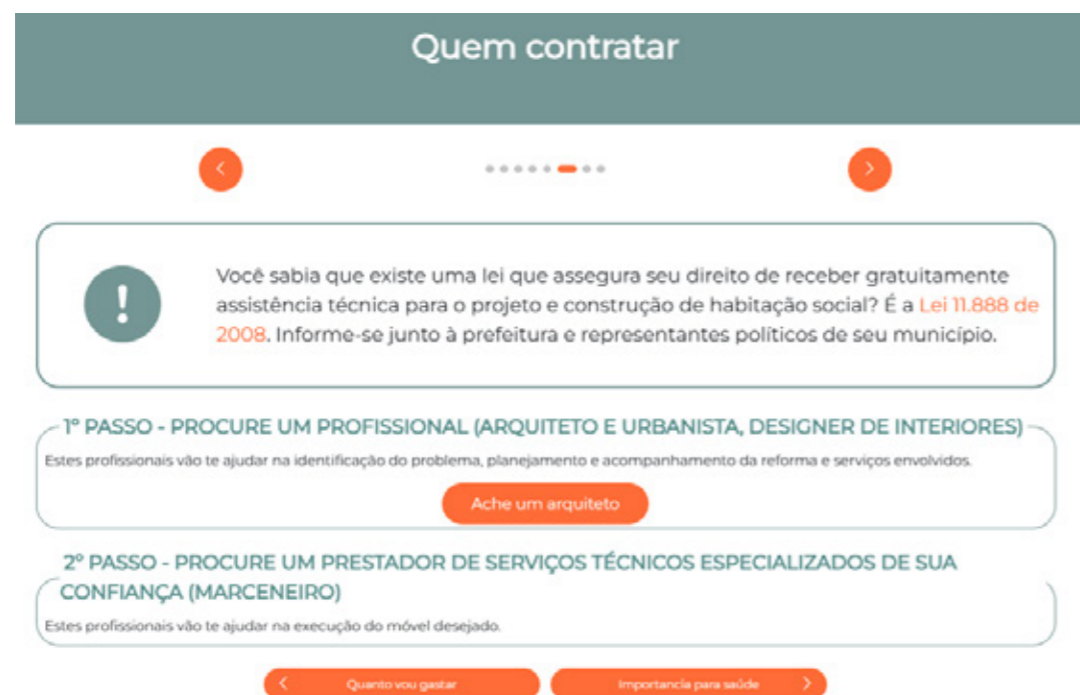 Quem contratar
Você sabia que existe uma lei que assegura seu direito de receber gratuitamente
assistência técnica para o projeto e construção de habitação social? É a Lei 11.888 de
2008. Informe-se junto à prefeitura e representantes políticos de seu município.
1º PASSO - PROCURE UM PROFISSIONAL (ARQUITETO E URBANISTA, DESIGNER DE INTERIORES)
Estes profissionais vão te ajudar na identificação do problema, planejamento e acompanhamento da reforma e serviços envolvidos.
Ache um arquiteto
2º PASSO - PROCURE UM PRESTADOR DE SERVIÇOS TÉCNICOS ESPECIALIZADOS DE SUA
CONFIANÇA (MARCENEIRO)
Estes profissionais vão te ajudar na execução do móvel desejado.
Quanto vou gastar
Importancia para saúde